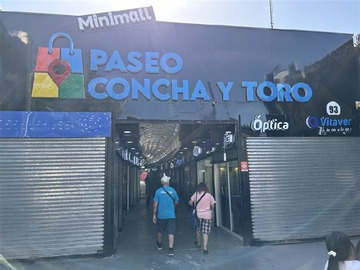 Minimall
PASEO
CONCHA Y TORO
93
Óptica
Vitaver